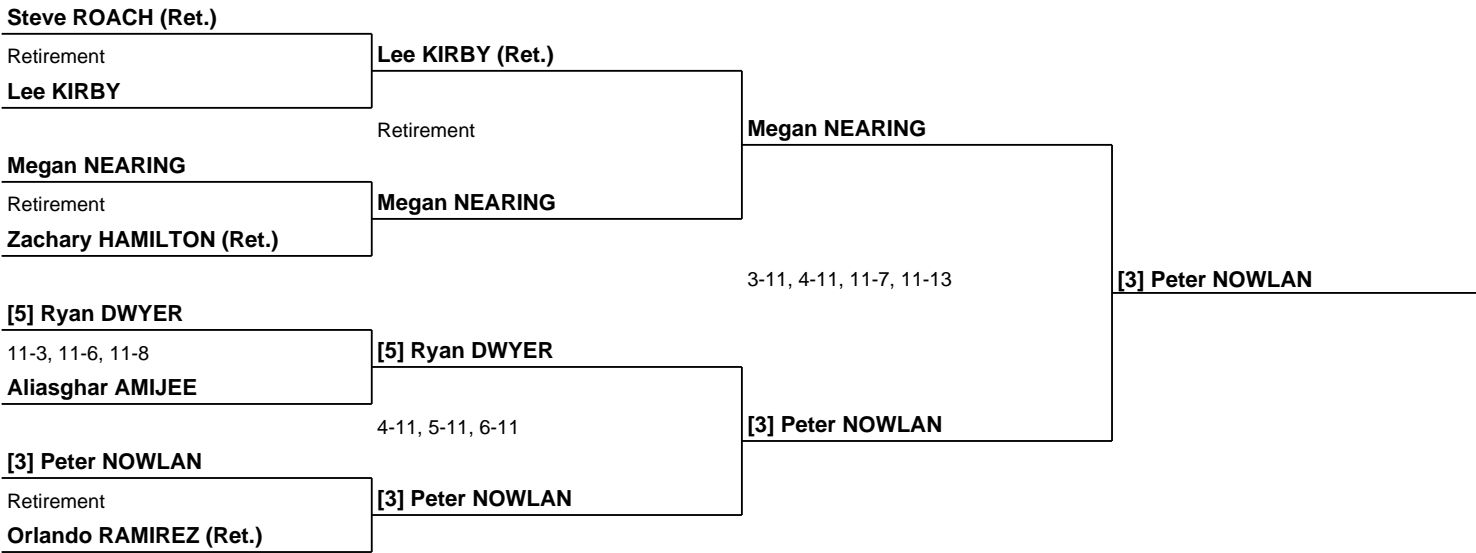 Steve ROACH (Ret.)
Retirement
Lee KIRBY
Lee KIRBY (Ret.)
Retirement
Megan NEARING
Megan NEARING
Retirement
Zachary HAMILTON (Ret.)
Megan NEARING
3-11, 4-11, 11-7, 11-13
[3] Peter NOWLAN
[5] Ryan DWYER
11-3, 11-6, 11-8
Aliasghar AMIJEE
[5] Ryan DWYER
4-11, 5-11, 6-11
[3] Peter NOWLAN
[3] Peter NOWLAN
Retirement
Orlando RAMIREZ (Ret.)
[3] Peter NOWLAN